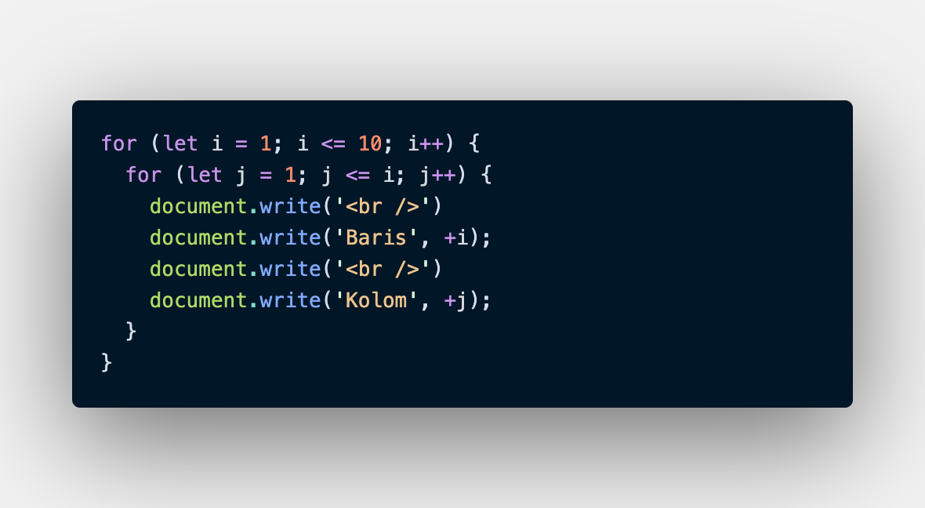 for (let i = 1; i <= 10; i++) {
  for (let j = 1; j <= i; j++) {
    document.write('<br />')
    document.write('Baris', +i);
    document.write('<br />')
    document.write('Kolom', +j);
  }
}